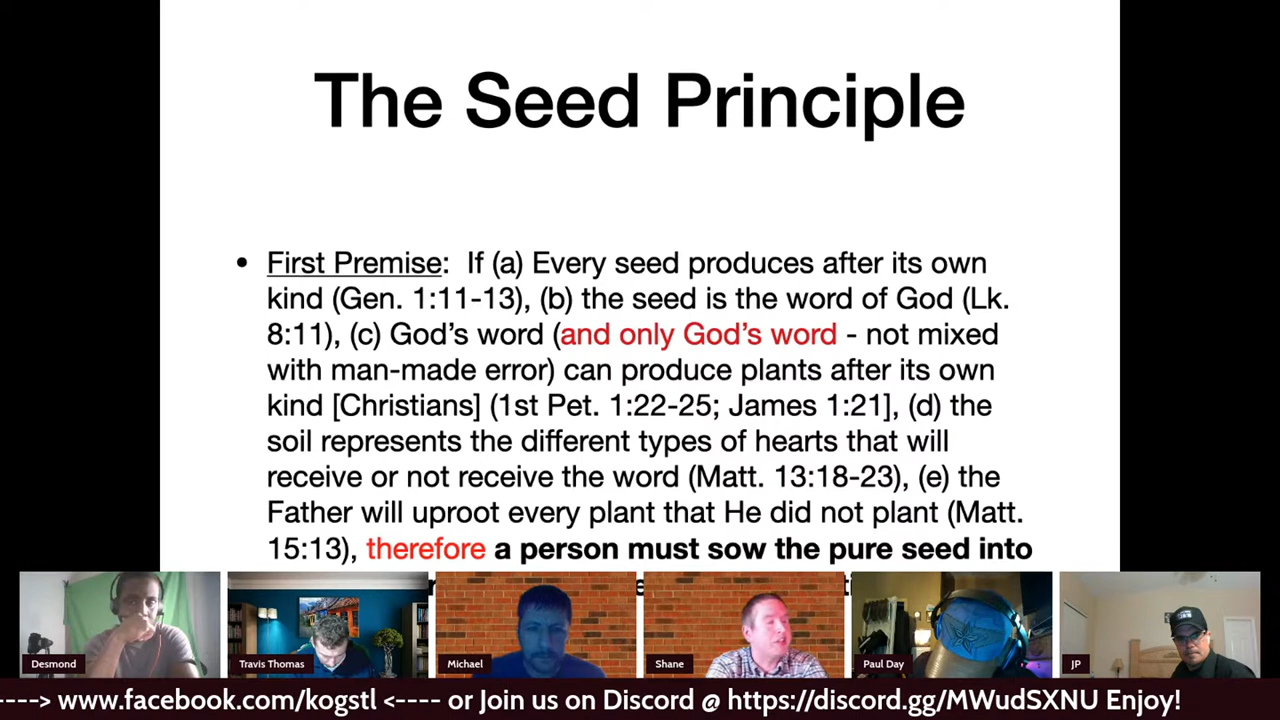 The Seed Principle
• First Premise:  If (a) Every seed produces after its own
kind (Gen. 1:11-13), (b) the seed is the word of God (Lk.
8:11), (c) God’s word (and only God’s word - not mixed
with man-made error) can produce plants after its own
kind [Christians] (1st Pet. 1:22-25; James 1:21], (d) the
soil represents the different types of hearts that will
receive or not receive the word (Matt. 13:18-23), (e) the
Father will uproot every plant that He did not plant (Matt.
15:13), therefore a person must sow the pure seed into
Desmond
Travis Thomas
Michael
Shane
Paul Day
JP
----> www.facebook.com/kogstl <---- or Join us on Discord @ https://discord.gg/MWudSXNU Enjoy!